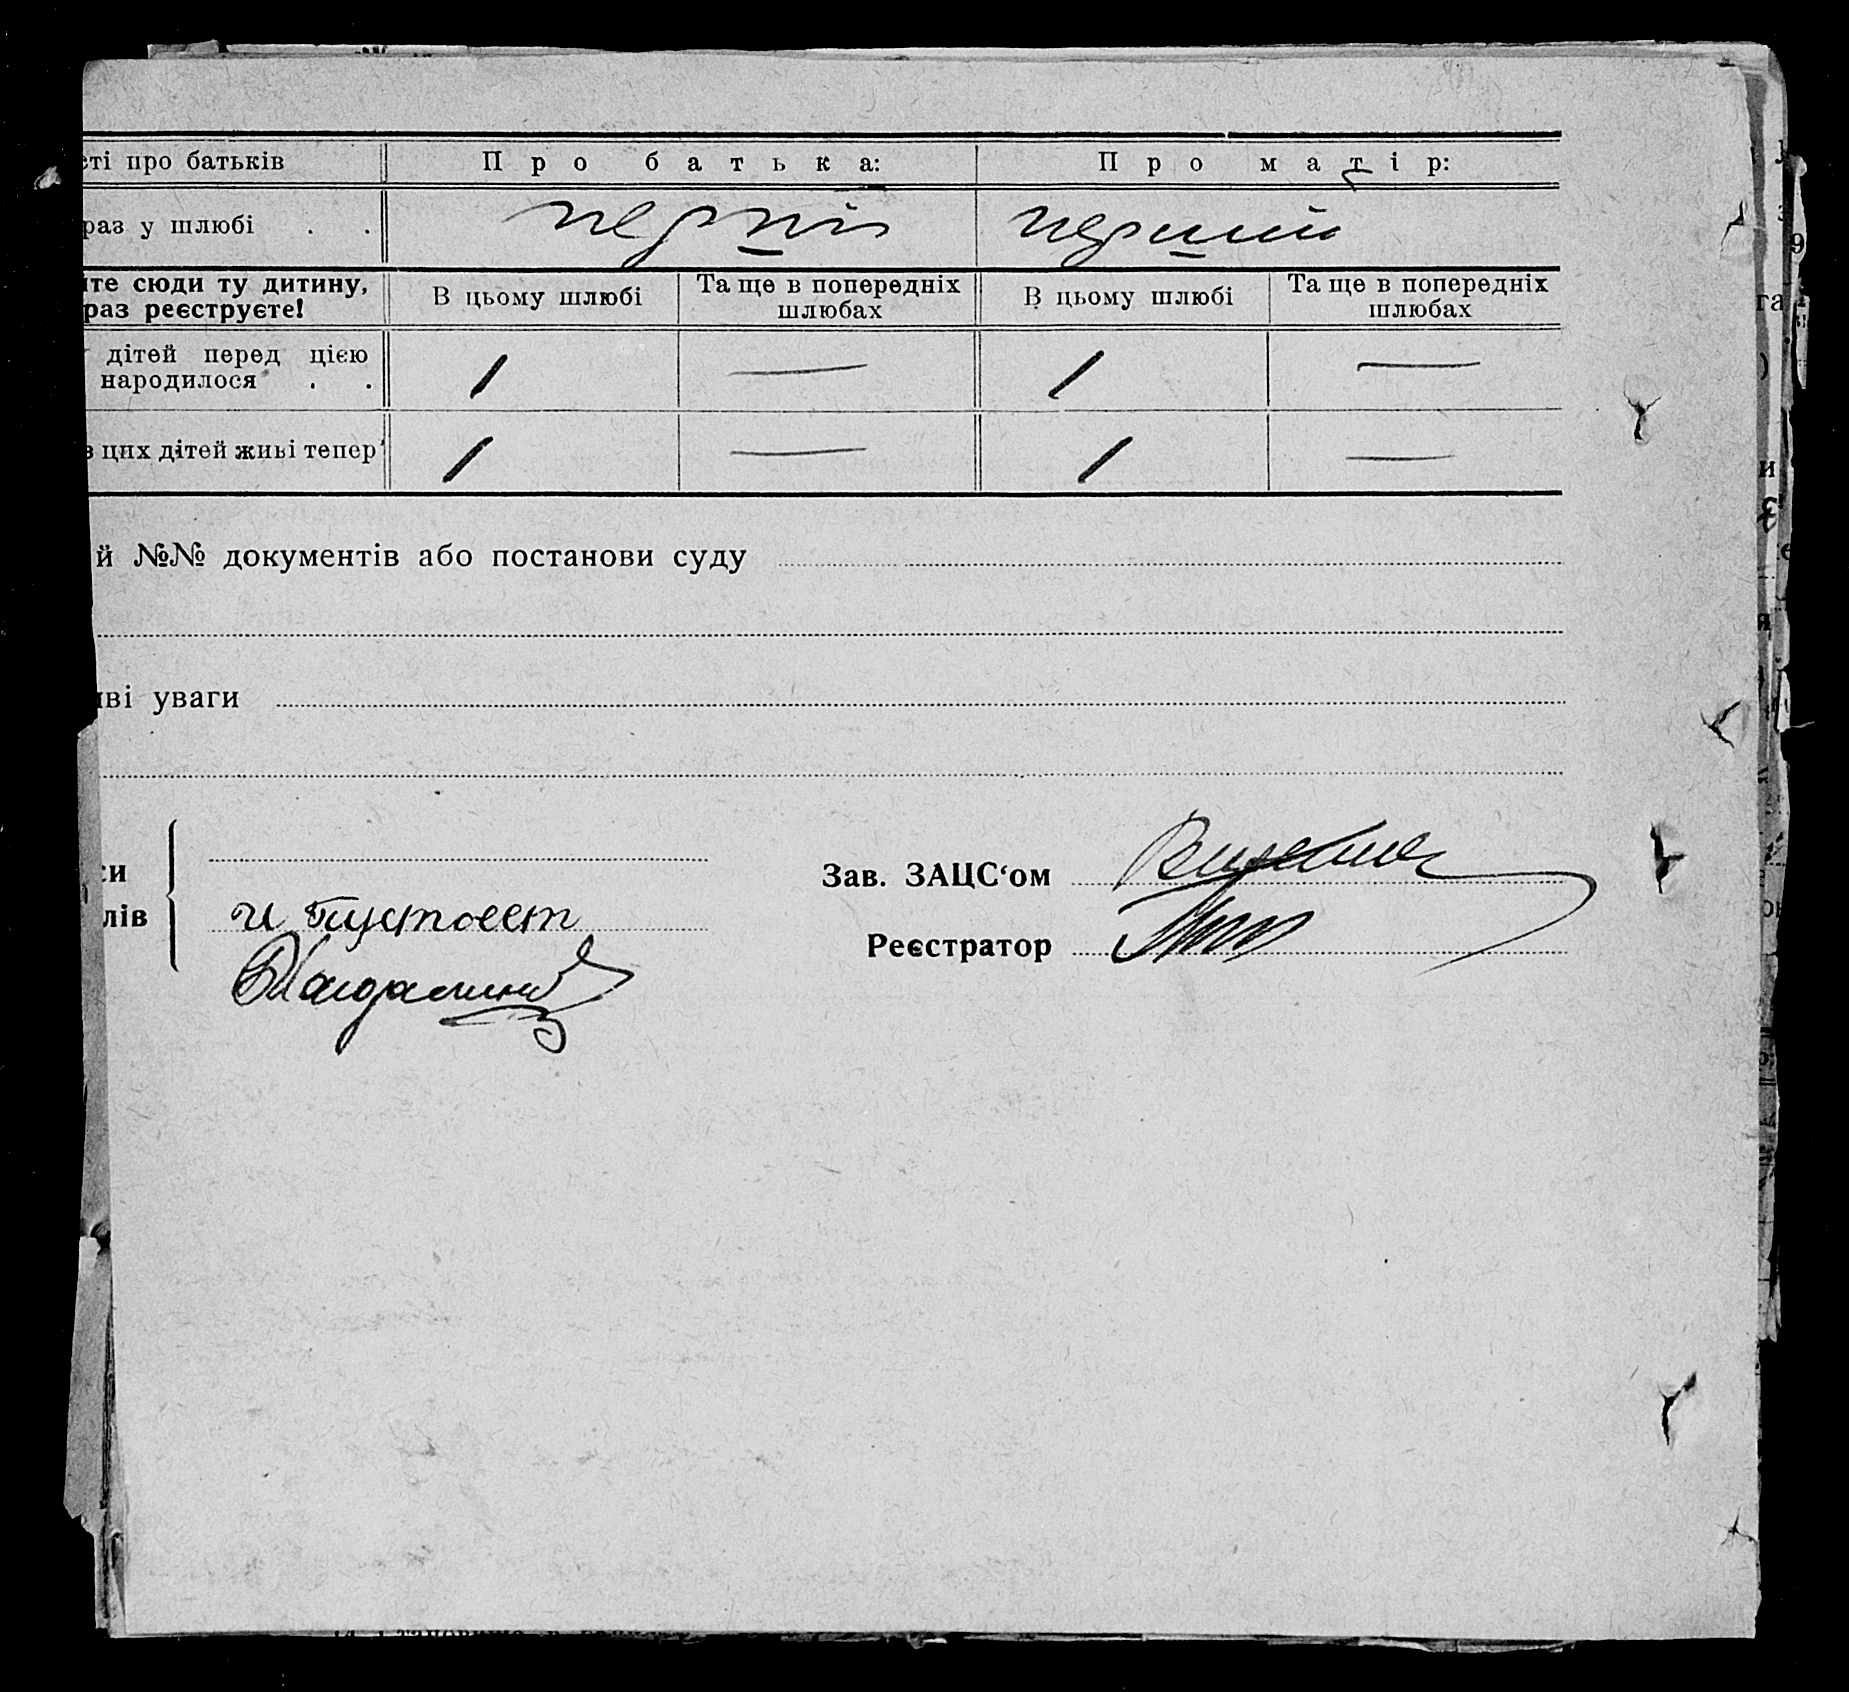 ті про батьків Про батька: Про матір:
раз у шлюбі . . перший перший
те сюди ту дитину,
раз реєструєте!
В цьому шлюбі Та ще в попередніх шлюбах В цьому шлюбі Та ще в попередніх шлюбах
дітей перед цією
народилося . . 1 — 1 —
з цих дітей живі тепер 1 — 1 —
й №№ документів або постанови суду
ві уваги
си
лів
Зав. ЗАЦС‘ом
Реєстратор